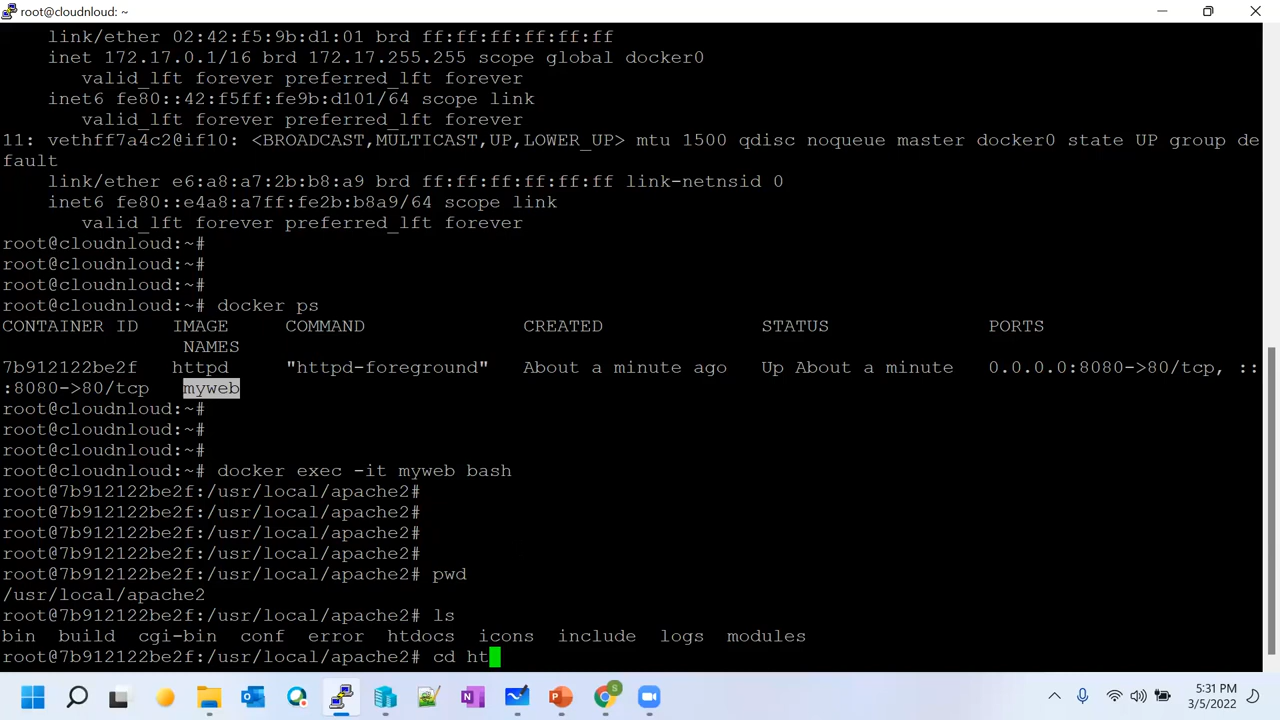 root@cloudnloud: ~
link/ether 02:42:f5:9b:d1:01 brd ff:ff:ff:ff:ff:ff
inet 172.17.0.1/16 brd 172.17.255.255 scope global docker0
valid_lft forever preferred_lft forever
inet6 fe80::42:f5ff:fe9b:d101/64 scope link
valid_lft forever preferred_lft forever
11: vethff7a4c2@if10: <BROADCAST,MULTICAST,UP,LOWER_UP> mtu 1500 qdisc noqueue master docker0 state UP group de
fault
link/ether e6:a8:a7:2b:b8:a9 brd ff:ff:ff:ff:ff:ff link-netnsid 0
inet6 fe80::e4a8:a7ff:fe2b:b8a9/64 scope link
valid_lft forever preferred_lft forever
root@cloudnloud:~#
root@cloudnloud:~#
root@cloudnloud:~#
root@cloudnloud:~# docker ps
CONTAINER ID   IMAGE     COMMAND              CREATED              STATUS              PORTS
NAMES
7b912122be2f   httpd     "httpd-foreground"   About a minute ago   Up About a minute   0.0.0.0:8080->80/tcp, ::
:8080->80/tcp   myweb
root@cloudnloud:~#
root@cloudnloud:~#
root@cloudnloud:~#
root@cloudnloud:~# docker exec -it myweb bash
root@7b912122be2f:/usr/local/apache2#
root@7b912122be2f:/usr/local/apache2#
root@7b912122be2f:/usr/local/apache2#
root@7b912122be2f:/usr/local/apache2#
root@7b912122be2f:/usr/local/apache2# pwd
/usr/local/apache2
root@7b912122be2f:/usr/local/apache2# ls
bin  build  cgi-bin  conf  error  htdocs  icons  include  logs  modules
root@7b912122be2f:/usr/local/apache2# cd ht
5:31 PM
3/5/2022